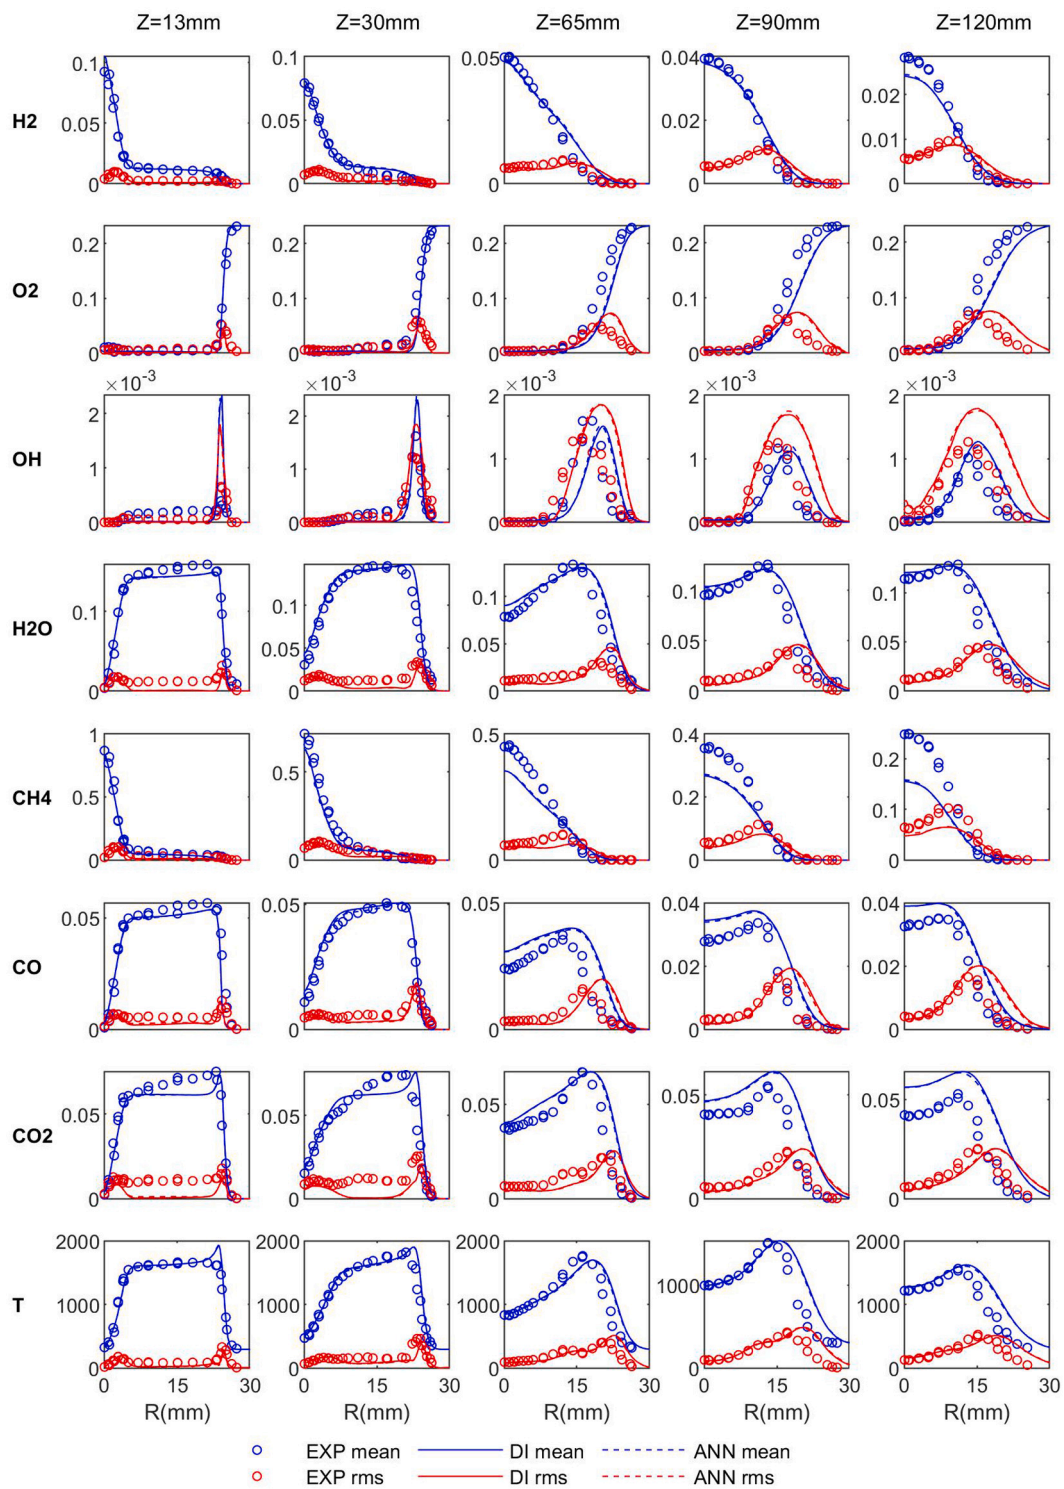 Z=13mm Z=30mm Z=65mm Z=90mm Z=120mm
H2
0.1 0.05 0
0.1 0.05 0
0.05 0
0.04 0.02 0
0.02 0.01 0
O2
0.2 0.1 0
0.2 0.1 0
0.2 0.1 0
0.2 0.1 0
0.2 0.1 0
OH
×10-3 2 1 0
×10-3 2 1 0
×10-3 2 1 0
×10-3 2 1 0
×10-3 2 1 0
H2O
0.1 0
0.1 0.05 0
0.1 0.05 0
0.1 0.05 0
0.1 0.05 0
CH4
1 0.5 0
0.5 0
0.5 0
0.4 0.2 0
0.2 0.1 0
CO
0.05 0
0.05 0
0.05 0
0.04 0.02 0
0.04 0.02 0
CO2
0.05 0
0.05 0
0.05 0
0.05 0
0.05 0
T
2000 1000 0
2000 1000 0
2000 1000 0
1000 0
2000 1000 0
0 15 30 0 15 30 0 15 30 0 15 30 0 15 30
R(mm) R(mm) R(mm) R(mm) R(mm)
EXP mean DI mean ANN mean
EXP rms DI rms ANN rms